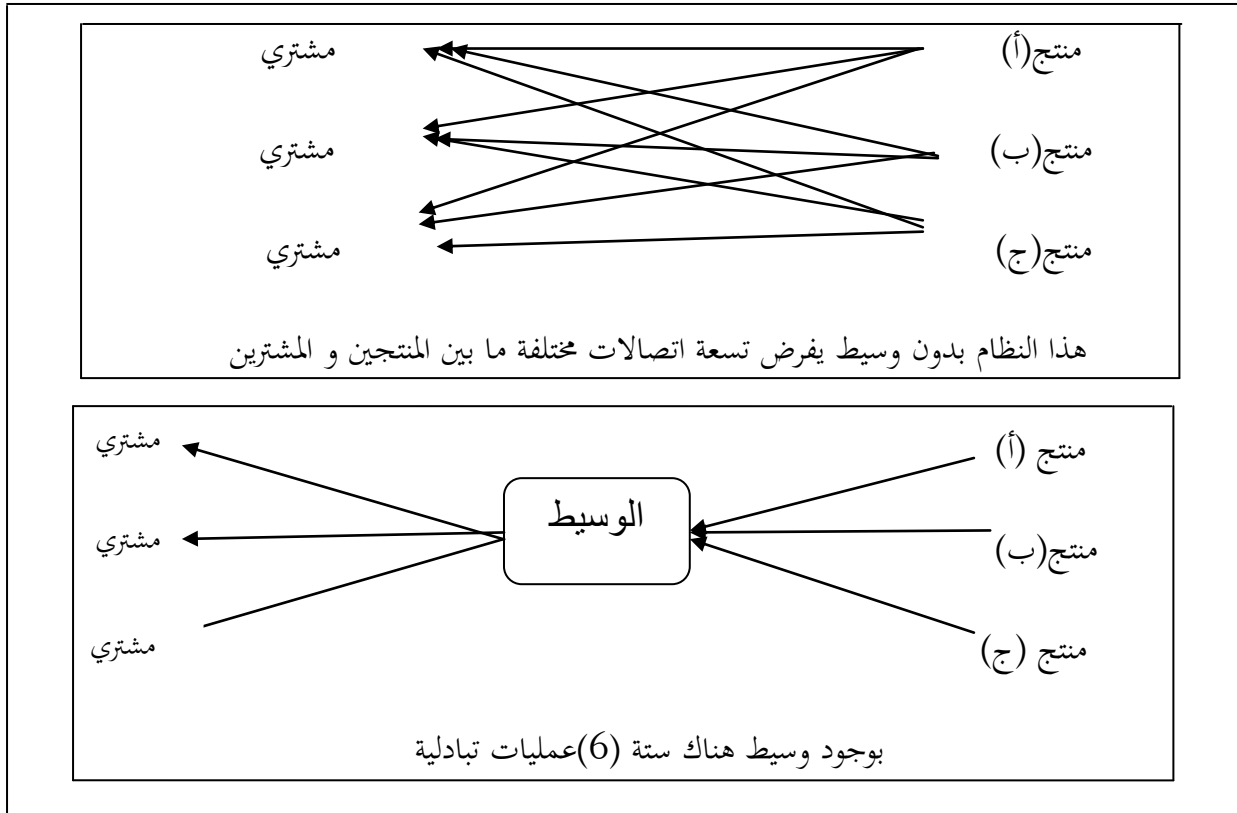 منتج(أ) مشتري
منتج(ب) مشتري
منتج(ج) مشتري
هذا النظام بدون وسيط يفرض تسعة اتصالات مختلفة ما بين المنتجين و المشترين
منتج (أ) مشتري
الوسيط
منتج(ب) مشتري
منتج (ج) مشتري
بوجود وسيط هناك ستة (6)عمليات تبادلية